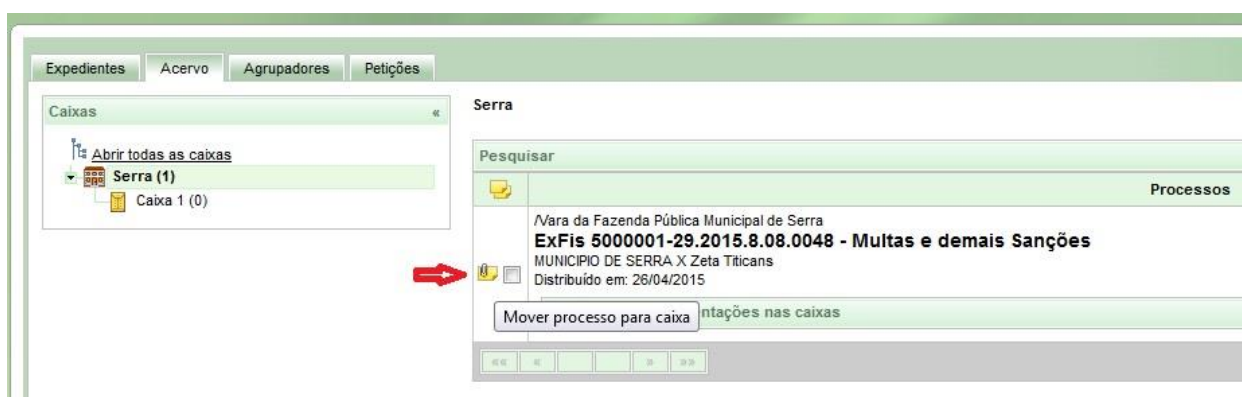 Expedientes Acervo Agrupadores Petições
Caixas «
Abrir todas as caixas
Serra (1)
Caixa 1 (0)
Serra
Pesquisar
Processos
/Vara da Fazenda Pública Municipal de Serra
ExFis 5000001-29.2015.8.08.0048 - Multas e demais Sanções
MUNICIPIO DE SERRA X Zeta Titicans
Distribuído em: 26/04/2015
Mover processo para caixa
ntações nas caixas
«« « » »»